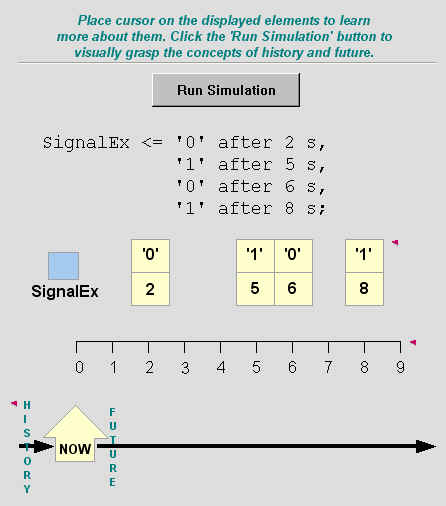 Place cursor on the displayed elements to learn
more about them. Click the 'Run Simulation' button to
visually grasp the concepts of history and future.
Run Simulation
SignalEx <= '0' after 2 s,
'1' after 5 s,
'0' after 6 s,
'1' after 8 s;
'0' '1' '0' '1'
2 5 6 8
SignalEx
0 1 2 3 4 5 6 7 8 9
HISTORY
NOW
FUTURE